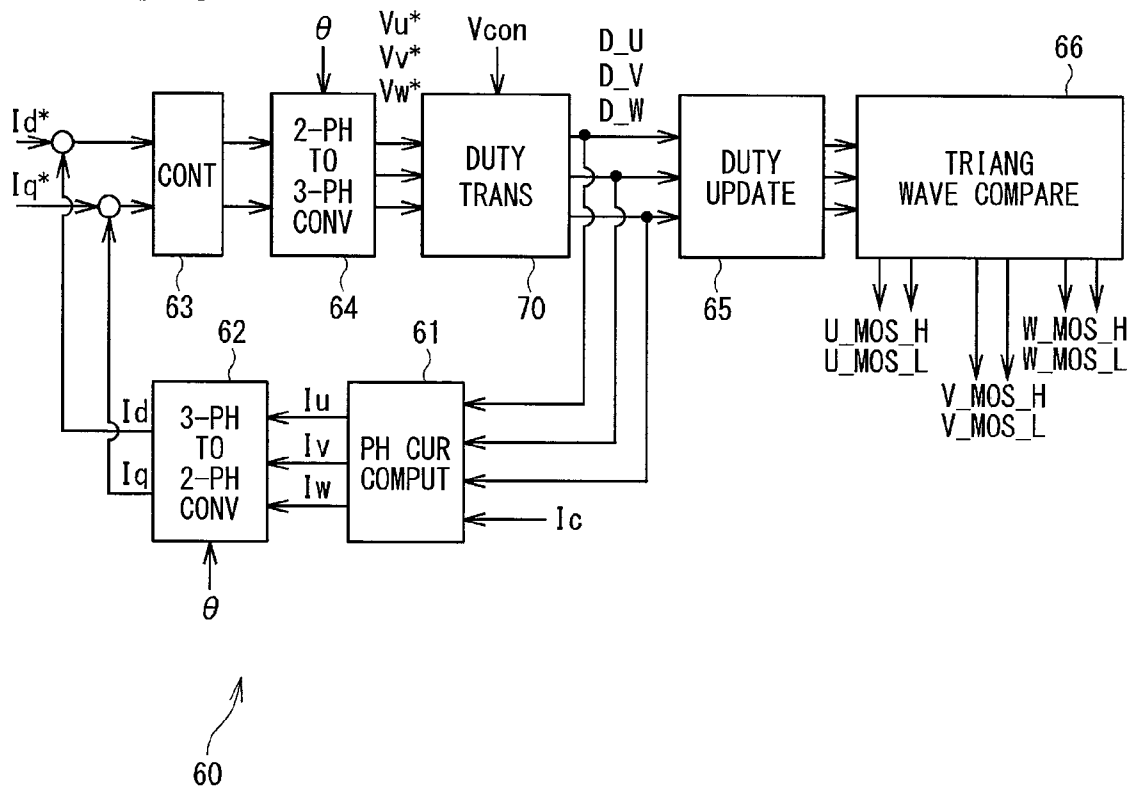 θ
Vu*
Vv*
Vw*
Vcon
D_U
D_V
D_W
66
Id*
Iq*
CONT
63
2-PH
TO
3-PH
CONV
64
DUTY
TRANS
70
DUTY
UPDATE
65
TRIANG
WAVE COMPARE
U_MOS_H
U_MOS_L
V_MOS_H
V_MOS_L
W_MOS_H
W_MOS_L
62
Id
Iq
3-PH
TO
2-PH
CONV
θ
61
Iu
Iv
Iw
PH CUR
COMPUT
Ic
60